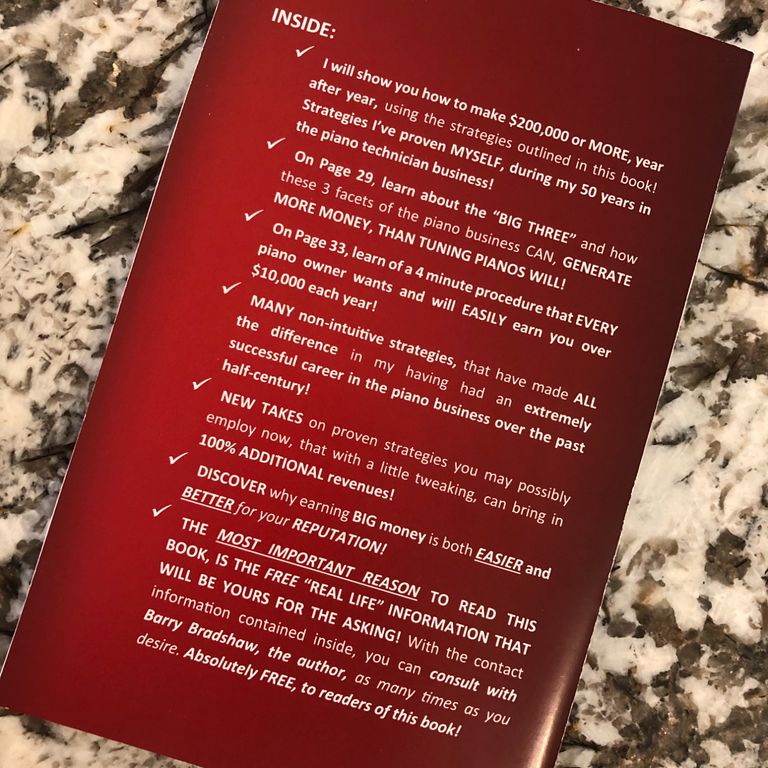 INSIDE:
✓ I will show you how to make $200,000 or MORE, year
after year, using the strategies outlined in this book!
Strategies I've proven MYSELF, during my 50 years in
the piano technician business!
✓ On Page 29, learn about the "BIG THREE" and how
these 3 facets of the piano business CAN, GENERATE
MORE MONEY, THAN TUNING PIANOS WILL!
✓ On Page 33, learn of a 4 minute procedure that EVERY
piano owner wants and will EASILY earn you over
$10,000 each year!
✓ MANY non-intuitive strategies, that have made ALL
the difference in my having had an extremely
successful career in the piano business over the past
half-century!
✓ NEW TAKES on proven strategies you may possibly
employ now, that with a little tweaking, can bring in
100% ADDITIONAL revenues!
✓ DISCOVER why earning BIG money is both EASIER and
BETTER for your REPUTATION!
✓ THE MOST IMPORTANT REASON TO READ THIS
BOOK, IS THE FREE "REAL LIFE" INFORMATION THAT
WILL BE YOURS FOR THE ASKING! With the contact
information contained inside, you can consult with
Barry Bradshaw, the author, as many times as you
desire. Absolutely FREE, to readers of this book!